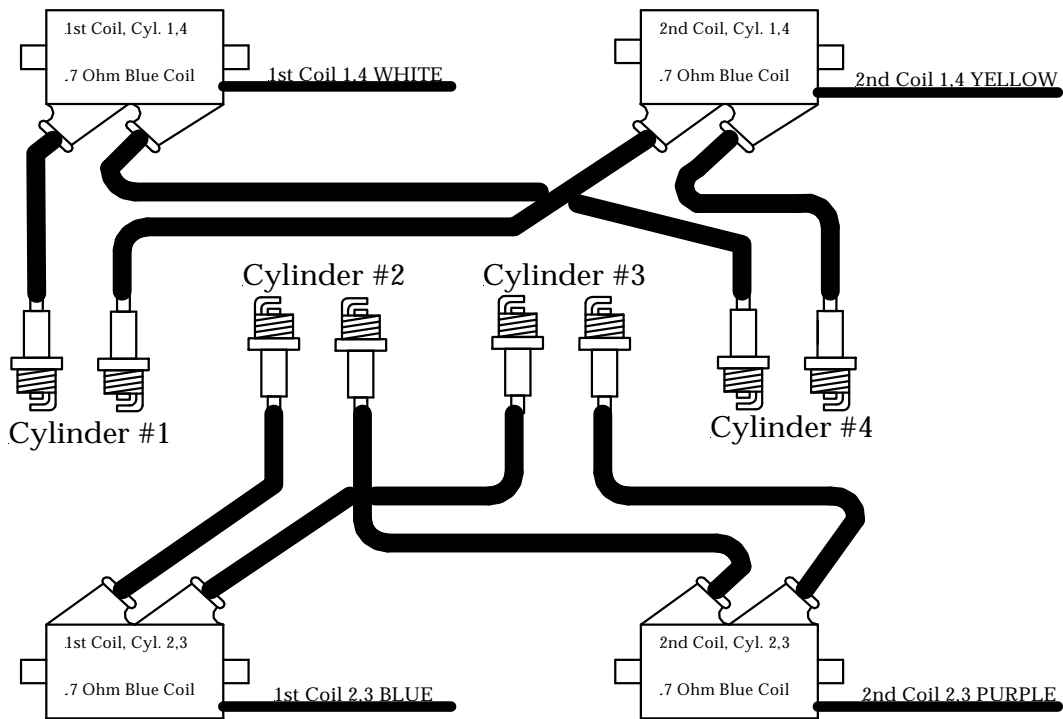 1st Coil, Cyl. 1,4
.7 Ohm Blue Coil
1st Coil 1,4 WHITE
2nd Coil, Cyl. 1,4
.7 Ohm Blue Coil
2nd Coil 1,4 YELLOW
Cylinder #2
Cylinder #3
Cylinder #1
Cylinder #4
1st Coil, Cyl. 2,3
.7 Ohm Blue Coil
1st Coil 2,3 BLUE
2nd Coil, Cyl. 2,3
.7 Ohm Blue Coil
2nd Coil 2,3 PURPLE